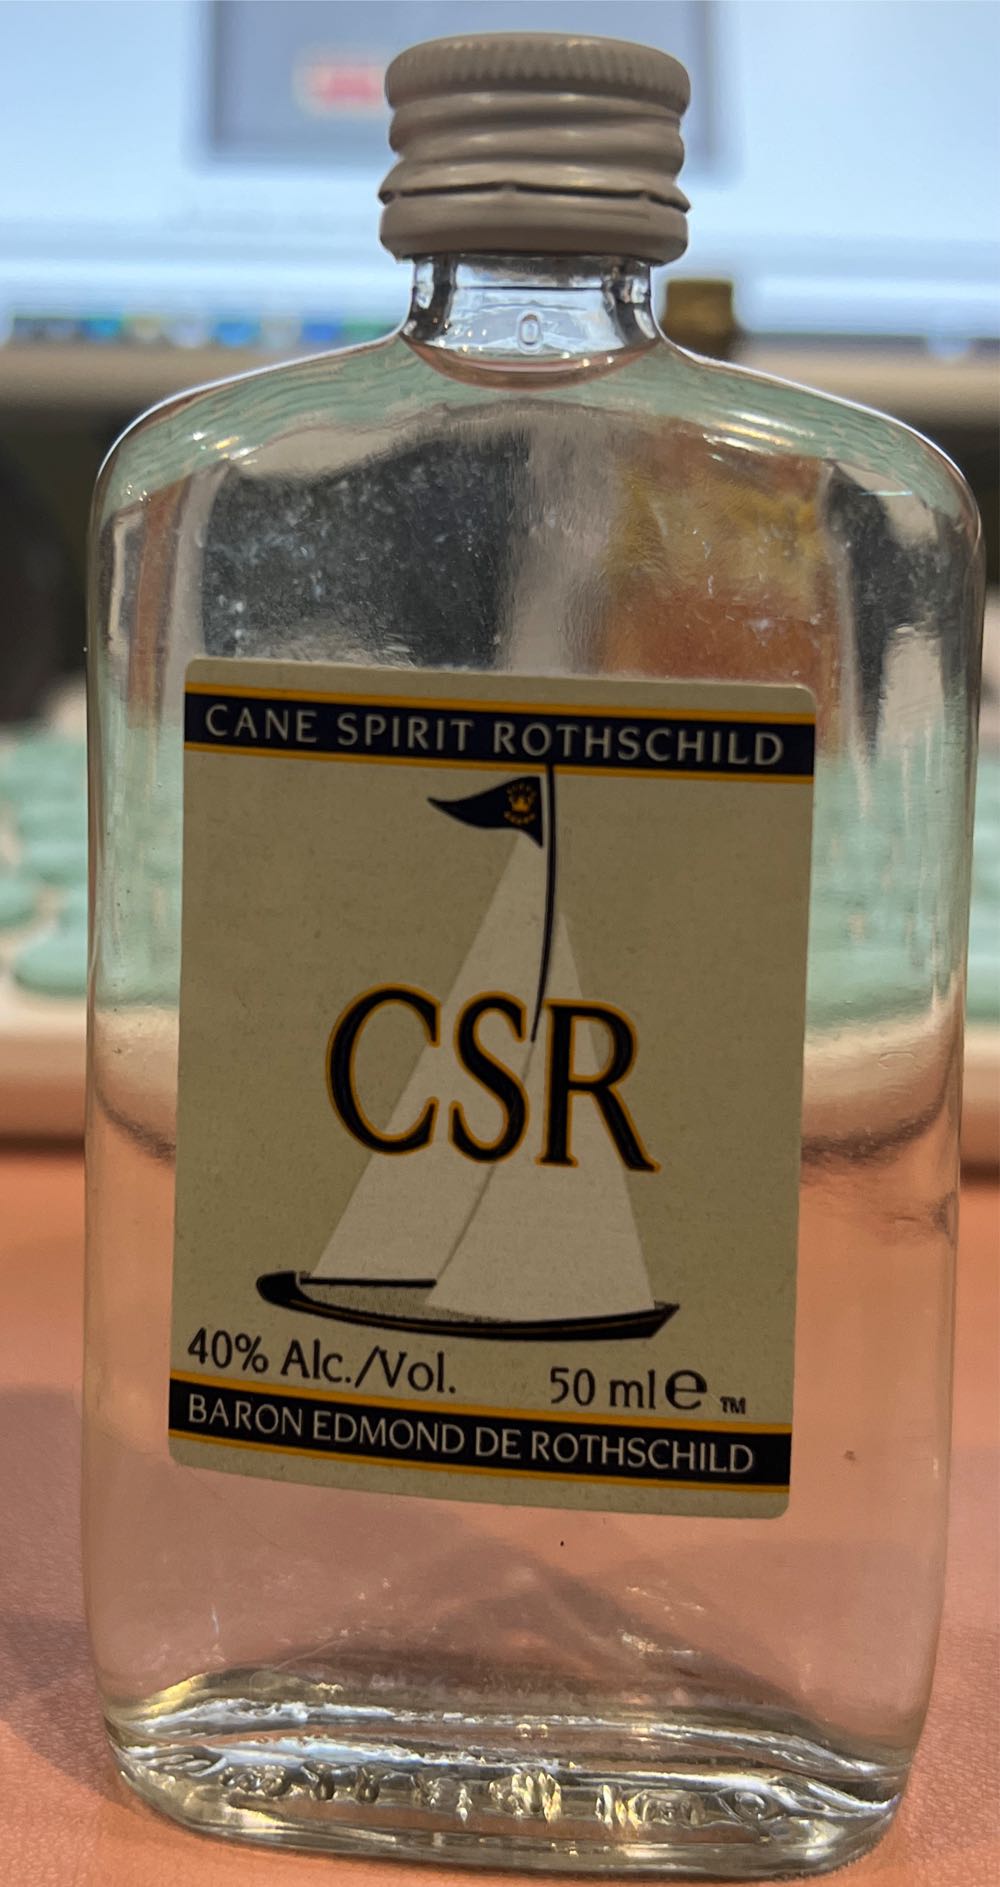 CANE SPIRIT ROTHSCHILD
CSR
40% Alc./Vol. 50 ml e ™
BARON EDMOND DE ROTHSCHILD